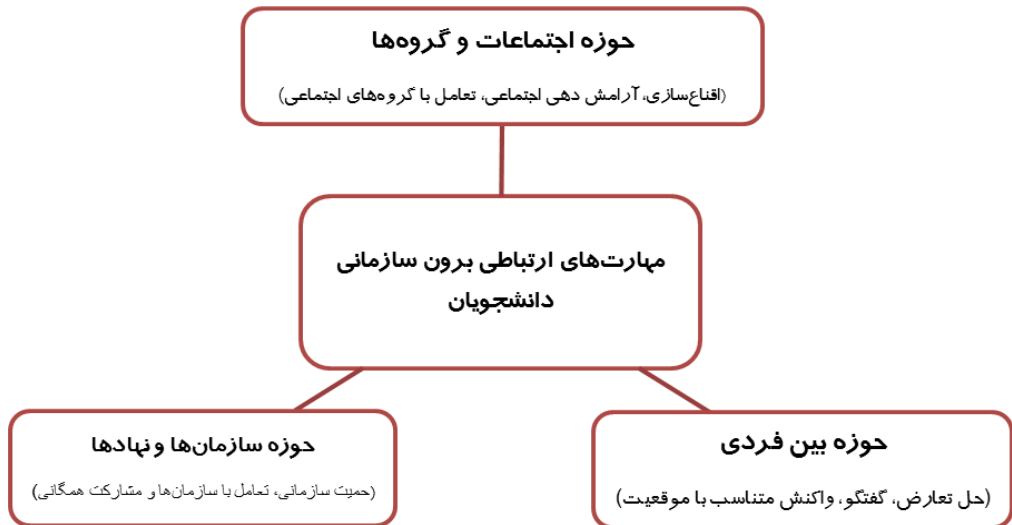 حوزه اجتماعات و گروه‌ها
(اقناع‌سازی، آرامش دهی اجتماعی، تعامل با گروه‌های اجتماعی)
مهارت‌های ارتباطی برون سازمانی
دانشجویان
حوزه بین فردی
(حل تعارض، گفتگو، واکنش متناسب با موقعیت)
حوزه سازمان‌ها و نهادها
(حمیت سازمانی، تعامل با سازمان‌ها و مشارکت همگانی)